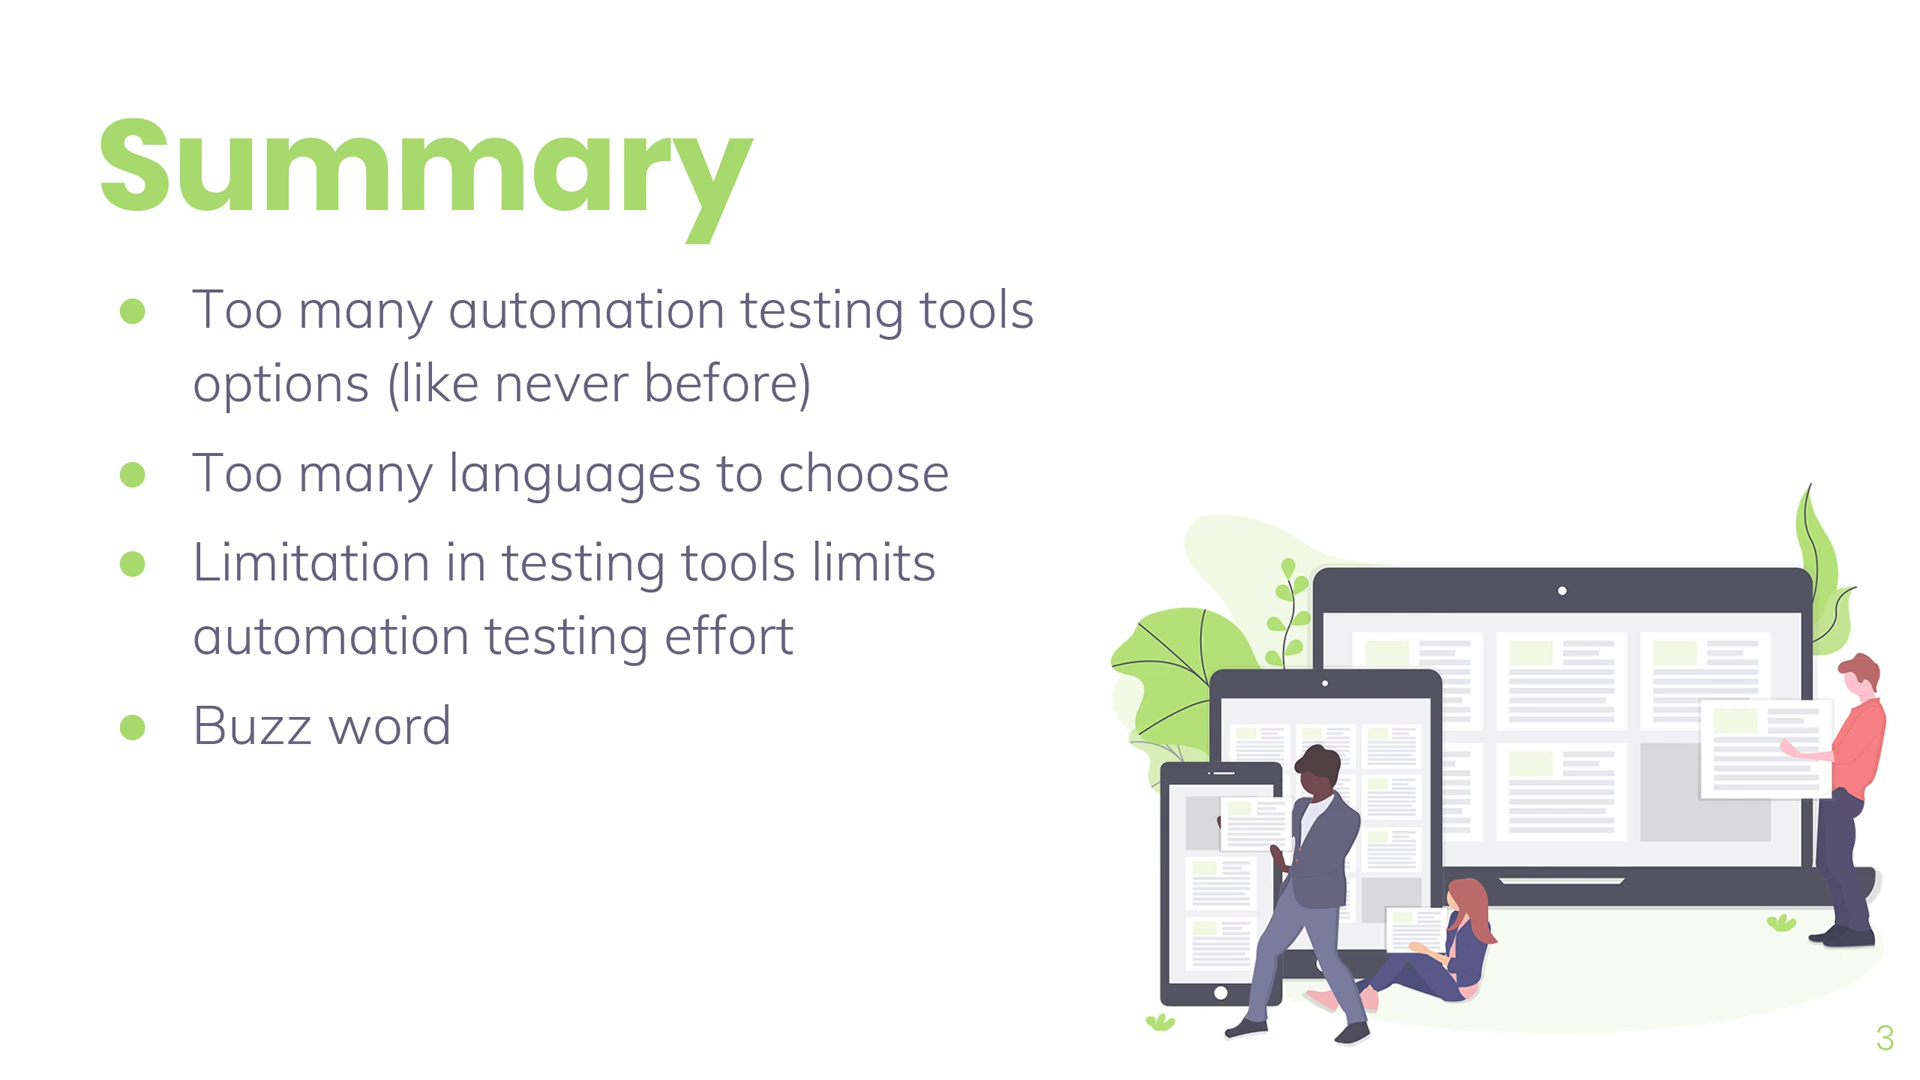 Summary
● Too many automation testing tools
options (like never before)
● Too many languages to choose
● Limitation in testing tools limits
automation testing effort
● Buzz word
3